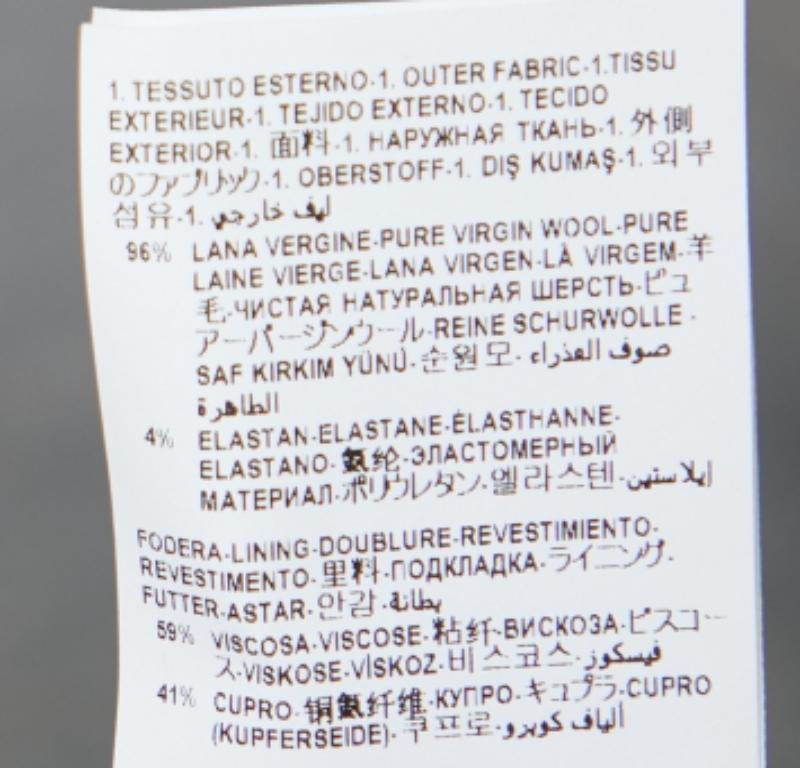 1. TESSUTO ESTERNO-1. OUTER FABRIC-1.TISSU
EXTERIEUR-1. TEJIDO EXTERNO-1. TECIDO
EXTERIOR-1. 面料-1. НАРУЖНАЯ ТКАНЬ-1. 外側
のファブリック-1. OBERSTOFF-1. DIŞ KUMAŞ-1. 외부
섬유-1. ليف خارجي
96% LANA VERGINE-PURE VIRGIN WOOL-PURE
LAINE VIERGE-LANA VIRGEN-LÀ VIRGEM-羊
毛-ЧИСТАЯ НАТУРАЛЬНАЯ ШЕРСТЬ-ピュ
アーバージンウール-REINE SCHURWOLLE-
SAF KIRKIM YÜNÜ-순원모-صوف العذراء
الطاهرة
4% ELASTAN-ELASTANE-ÉLASTHANNE-
ELASTANO-氨纶-ЭЛАСТОМЕРНЫЙ
МАТЕРИАЛ-ポリウレタン-엘라스텐-إيلاستين
FODERA-LINING-DOUBLURE-REVESTIMIENTO-
REVESTIMENTO-里料-ПОДКЛАДКА-ライニング-
FUTTER-ASTAR-안감-بطانة
59% VISCOSA-VISCOSE-粘纤-ВИСКОЗА-ビスコー
ス-VISKOSE-VİSKOZ-비스코스-فيسكوز
41% CUPRO-铜氨纤维-КУПРО-キュプラ-CUPRO
(KUPFERSEIDE)-쿠프로-ألياف كوبرو